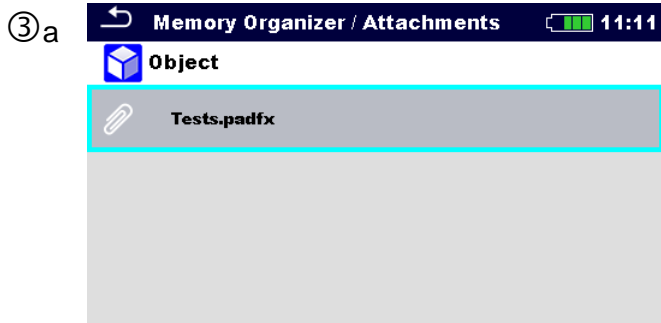 ③a
Memory Organizer / Attachments 11:11
Object
Tests.padfx